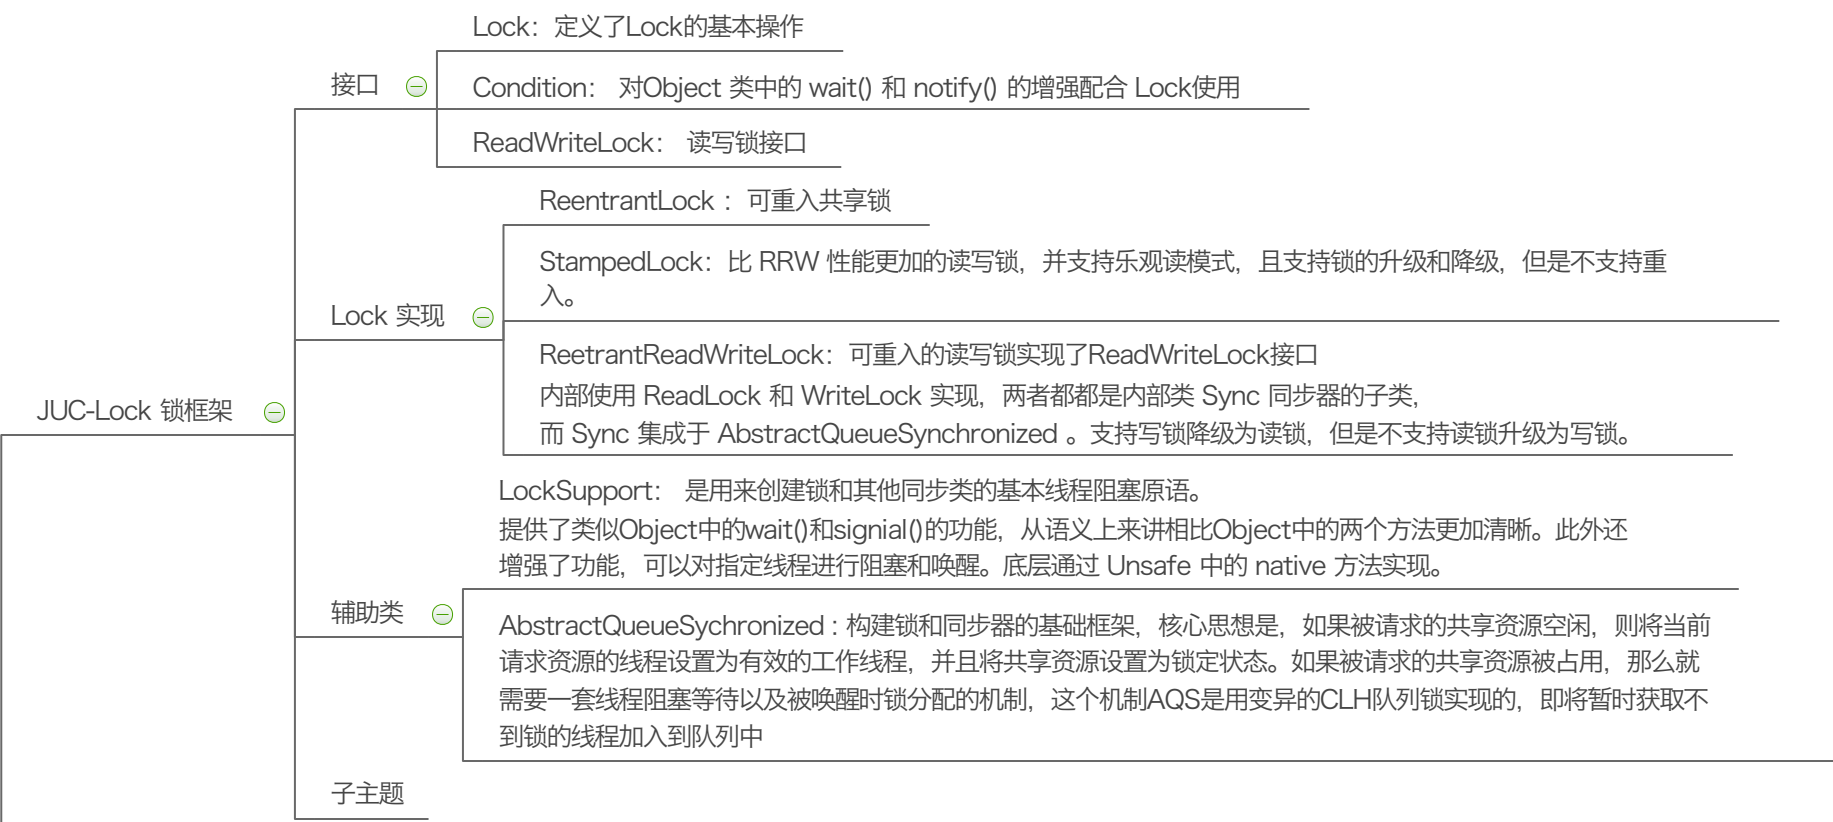 Lock：定义了Lock的基本操作
接口
Condition： 对Object 类中的 wait() 和 notify() 的增强配合 Lock使用
ReadWriteLock： 读写锁接口
ReentrantLock ：可重入共享锁
StampedLock：比 RRW 性能更加的读写锁，并支持乐观读模式，且支持锁的升级和降级，但是不支持重
入。
Lock 实现
ReetrantReadWriteLock：可重入的读写锁实现了ReadWriteLock接口
内部使用 ReadLock 和 WriteLock 实现，两者都都是内部类 Sync 同步器的子类，
而 Sync 集成于 AbstractQueueSynchronized 。支持写锁降级为读锁，但是不支持读锁升级为写锁。
JUC-Lock 锁框架
LockSupport： 是用来创建锁和其他同步类的基本线程阻塞原语。
提供了类似Object中的wait()和signial()的功能，从语义上来讲相比Object中的两个方法更加清晰。此外还
增强了功能，可以对指定线程进行阻塞和唤醒。底层通过 Unsafe 中的 native 方法实现。
辅助类
AbstractQueueSychronized : 构建锁和同步器的基础框架，核心思想是，如果被请求的共享资源空闲，则将当前
请求资源的线程设置为有效的工作线程，并且将共享资源设置为锁定状态。如果被请求的共享资源被占用，那么就
需要一套线程阻塞等待以及被唤醒时锁分配的机制，这个机制AQS是用变异的CLH队列锁实现的，即将暂时获取不
到锁的线程加入到队列中
子主题